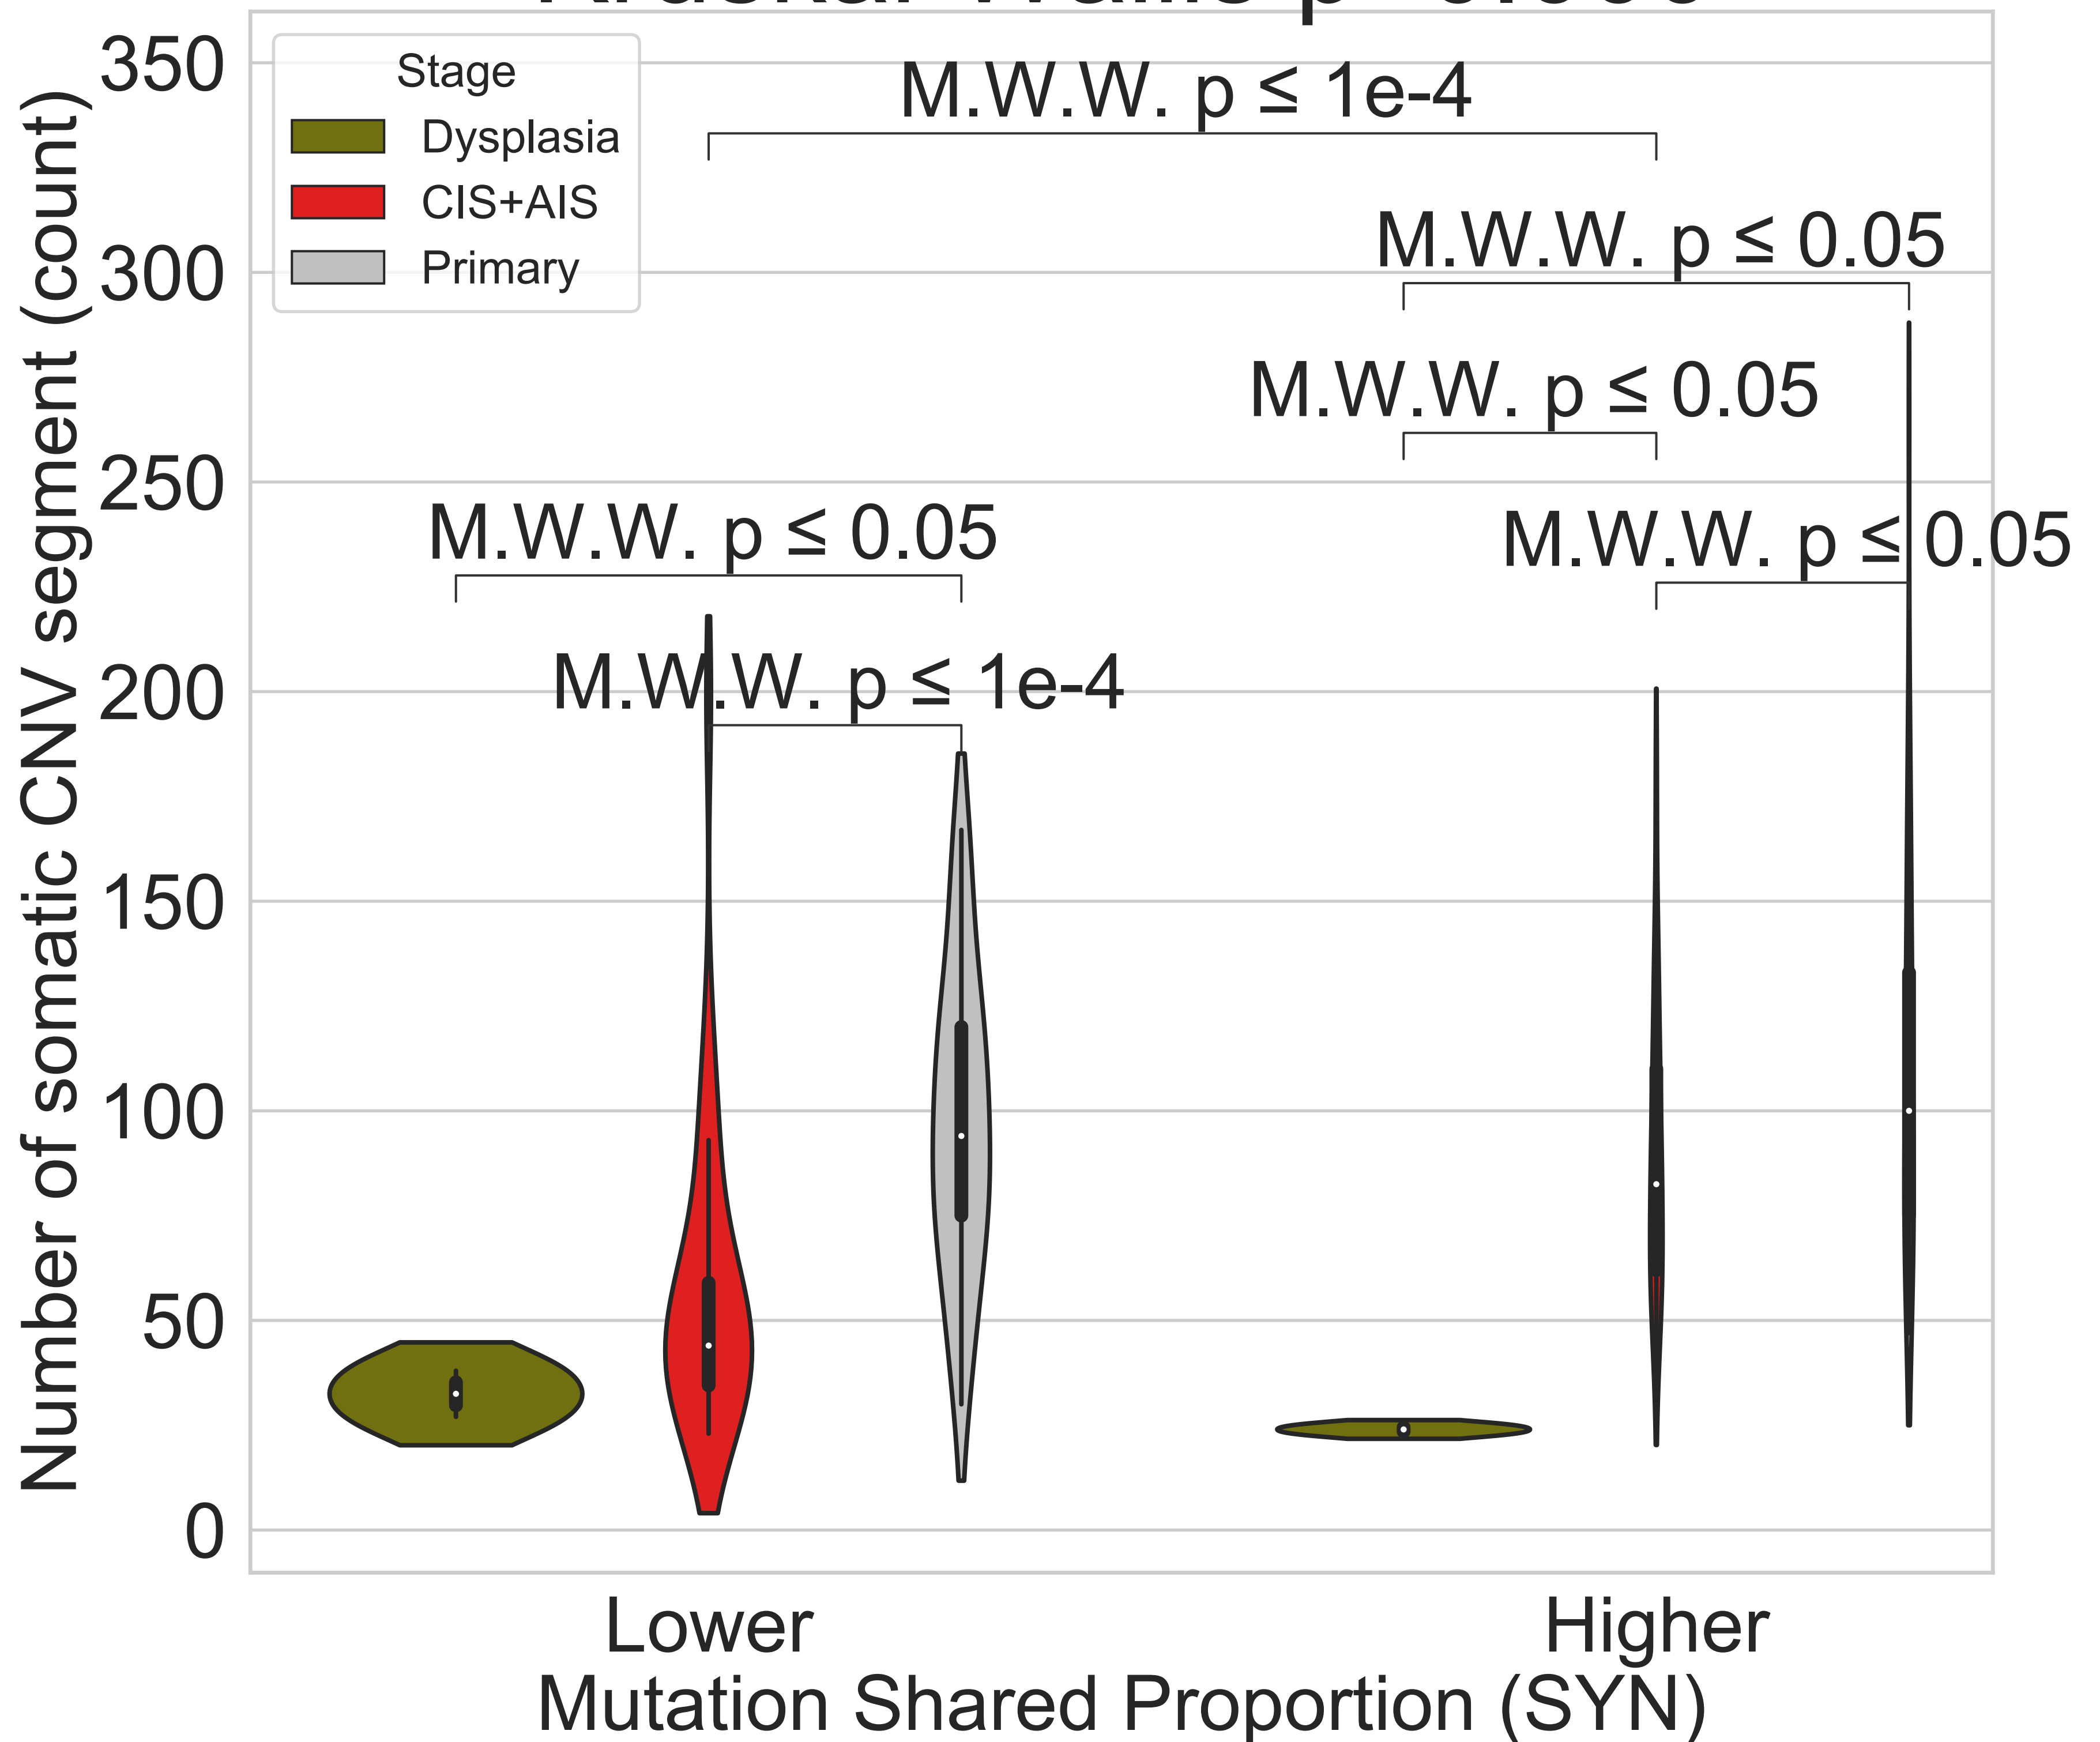 Number of somatic CNV segment (count)
350
300
250
200
150
100
50
0
Stage
Dysplasia
CIS+AIS
Primary
M.W.W. p ≤ 1e-4
M.W.W. p ≤ 0.05
M.W.W. p ≤ 0.05
M.W.W. p ≤ 0.05
M.W.W. p ≤ 0.05
M.W.W. p ≤ 1e-4
Lower
Higher
Mutation Shared Proportion (SYN)